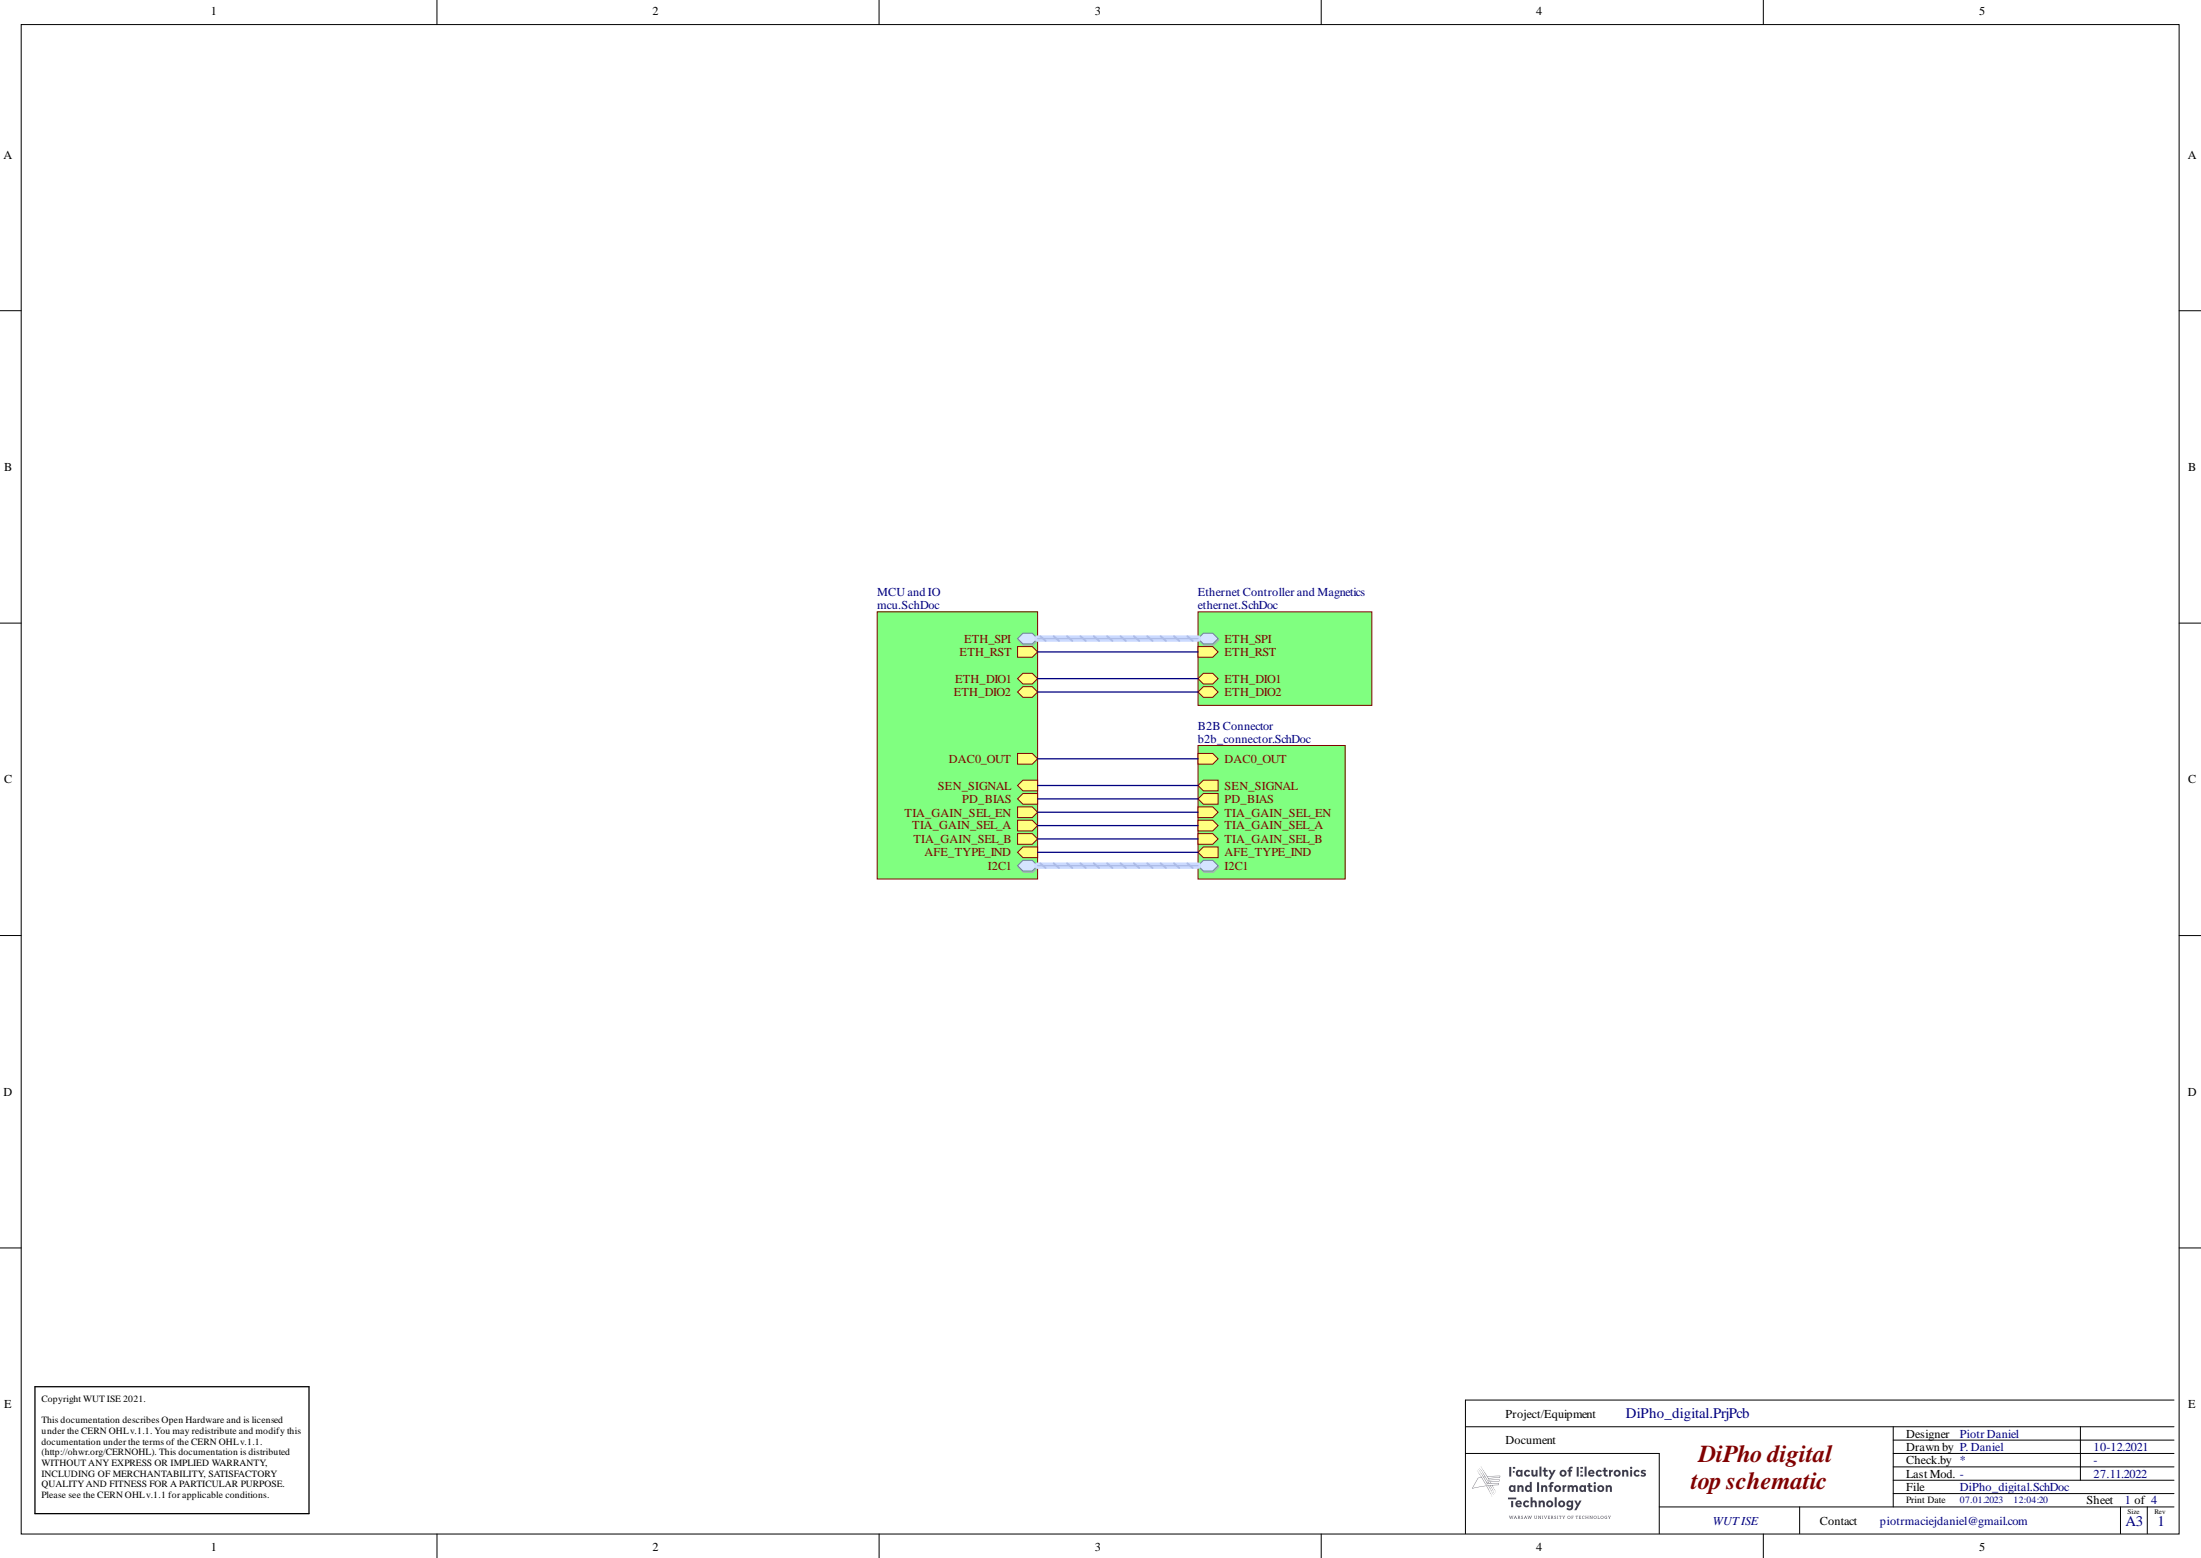 1 2 3 4 5
A A
B B
MCU and IO
mcu.SchDoc
ETH_SPI
ETH_RST
ETH_DIO1
ETH_DIO2
DAC0_OUT
SEN_SIGNAL
PD_BIAS
TIA_GAIN_SEL_EN
TIA_GAIN_SEL_A
TIA_GAIN_SEL_B
AFE_TYPE_IND
I2C1
Ethernet Controller and Magnetics
ethernet.SchDoc
ETH_SPI
ETH_RST
ETH_DIO1
ETH_DIO2
B2B Connector
b2b_connector.SchDoc
DAC0_OUT
SEN_SIGNAL
PD_BIAS
TIA_GAIN_SEL_EN
TIA_GAIN_SEL_A
TIA_GAIN_SEL_B
AFE_TYPE_IND
I2C1
C C
D D
E E
Copyright WUT ISE 2021.
This documentation describes Open Hardware and is licensed
under the CERN OHL v.1.1. You may redistribute and modify this
documentation under the terms of the CERN OHL v.1.1.
(http://ohwr.org/CERNOHL). This documentation is distributed
WITHOUT ANY EXPRESS OR IMPLIED WARRANTY,
INCLUDING OF MERCHANTABILITY, SATISFACTORY
QUALITY AND FITNESS FOR A PARTICULAR PURPOSE.
Please see the CERN OHL v.1.1 for applicable conditions.
Project/Equipment DiPho_digital.PrjPcb
Document
DiPho digital
top schematic
Faculty of Electronics
and Information
Technology
WARSAW UNIVERSITY OF TECHNOLOGY
Designer Piotr Daniel
Drawn by P. Daniel 10-12.2021
Check.by * -
Last Mod. - 27.11.2022
File DiPho_digital.SchDoc
Print Date 07.01.2023 12:04:20 Sheet 1 of 4
WUT ISE Contact piotrmaciejdaniel@gmail.com
Size A3 Rev 1
1 2 3 4 5